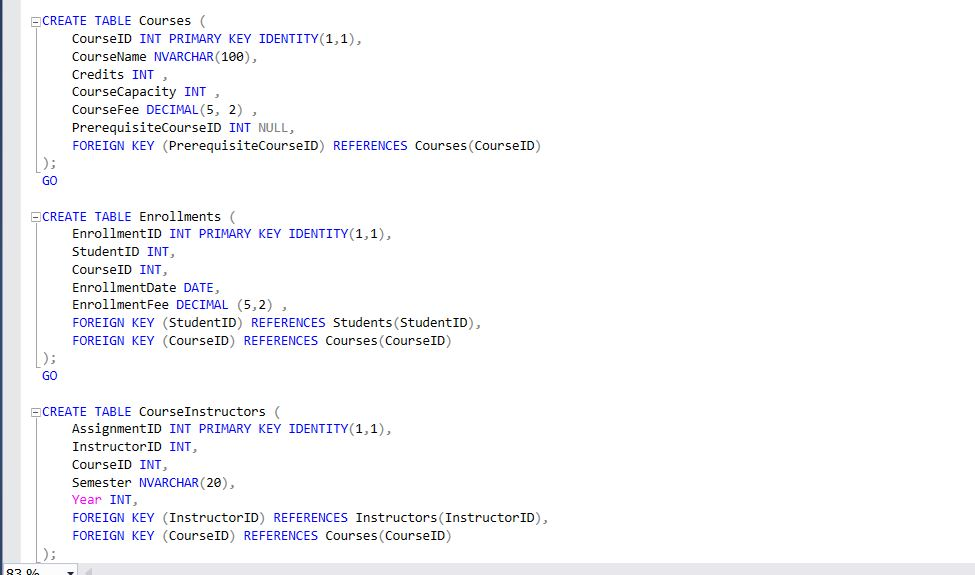 CREATE TABLE Courses (
CourseID INT PRIMARY KEY IDENTITY(1,1),
CourseName NVARCHAR(100),
Credits INT ,
CourseCapacity INT ,
CourseFee DECIMAL(5, 2) ,
PrerequisiteCourseID INT NULL,
FOREIGN KEY (PrerequisiteCourseID) REFERENCES Courses(CourseID)
);
GO
CREATE TABLE Enrollments (
EnrollmentID INT PRIMARY KEY IDENTITY(1,1),
StudentID INT,
CourseID INT,
EnrollmentDate DATE,
EnrollmentFee DECIMAL (5,2) ,
FOREIGN KEY (StudentID) REFERENCES Students(StudentID),
FOREIGN KEY (CourseID) REFERENCES Courses(CourseID)
);
GO
CREATE TABLE CourseInstructors (
AssignmentID INT PRIMARY KEY IDENTITY(1,1),
InstructorID INT,
CourseID INT,
Semester NVARCHAR(20),
Year INT,
FOREIGN KEY (InstructorID) REFERENCES Instructors(InstructorID),
FOREIGN KEY (CourseID) REFERENCES Courses(CourseID)
);
83 %